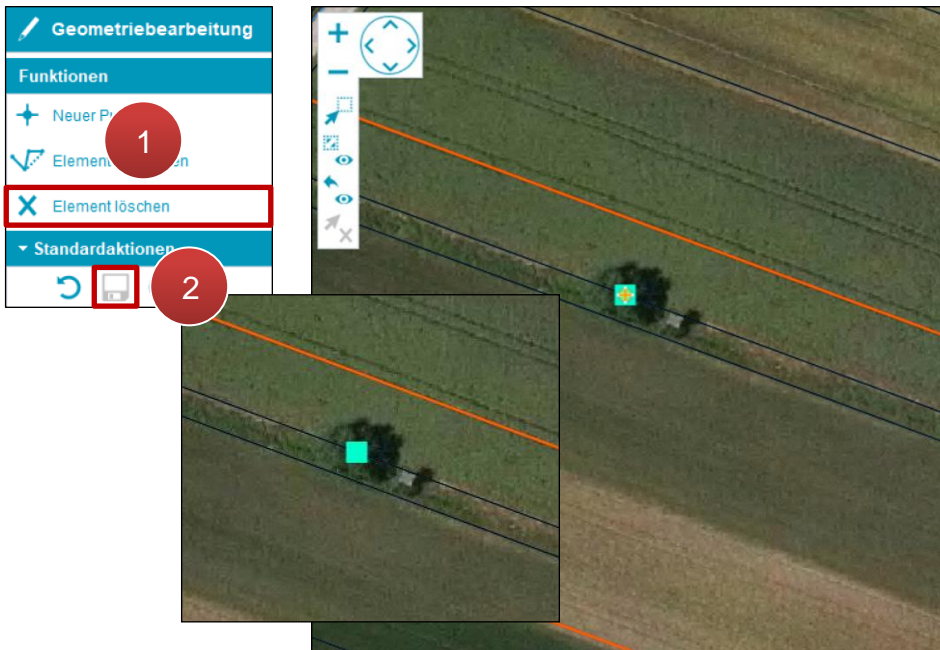 Geometriebearbeitung
Funktionen
Neuer
1
Element
Element löschen
Standardaktionen
2